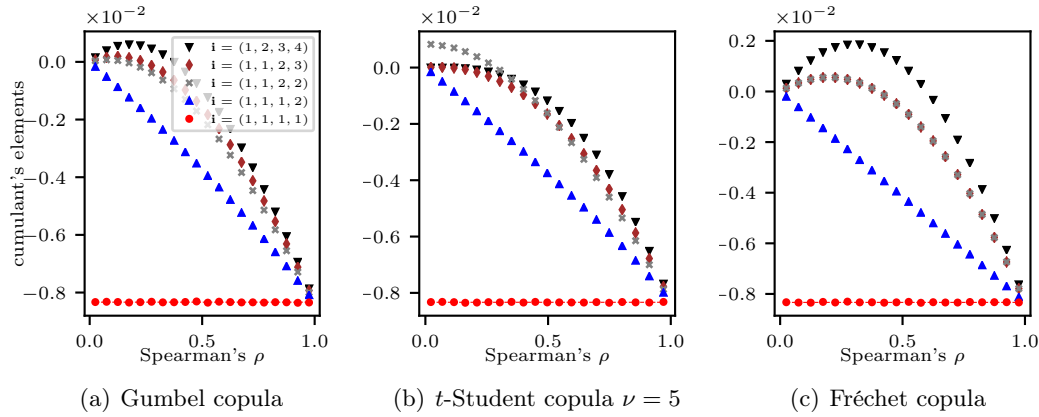 ×10⁻²
×10⁻²
×10⁻²
cumulant's elements
0.0
−0.2
−0.4
−0.6
−0.8
i = (1, 2, 3, 4)
i = (1, 1, 2, 3)
i = (1, 1, 2, 2)
i = (1, 1, 1, 2)
i = (1, 1, 1, 1)
0.0
0.5
1.0
Spearman's ρ
(a) Gumbel copula
0.0
−0.2
−0.4
−0.6
−0.8
0.0
0.5
1.0
Spearman's ρ
(b) t-Student copula ν = 5
0.2
0.0
−0.2
−0.4
−0.6
−0.8
0.0
0.5
1.0
Spearman's ρ
(c) Fréchet copula